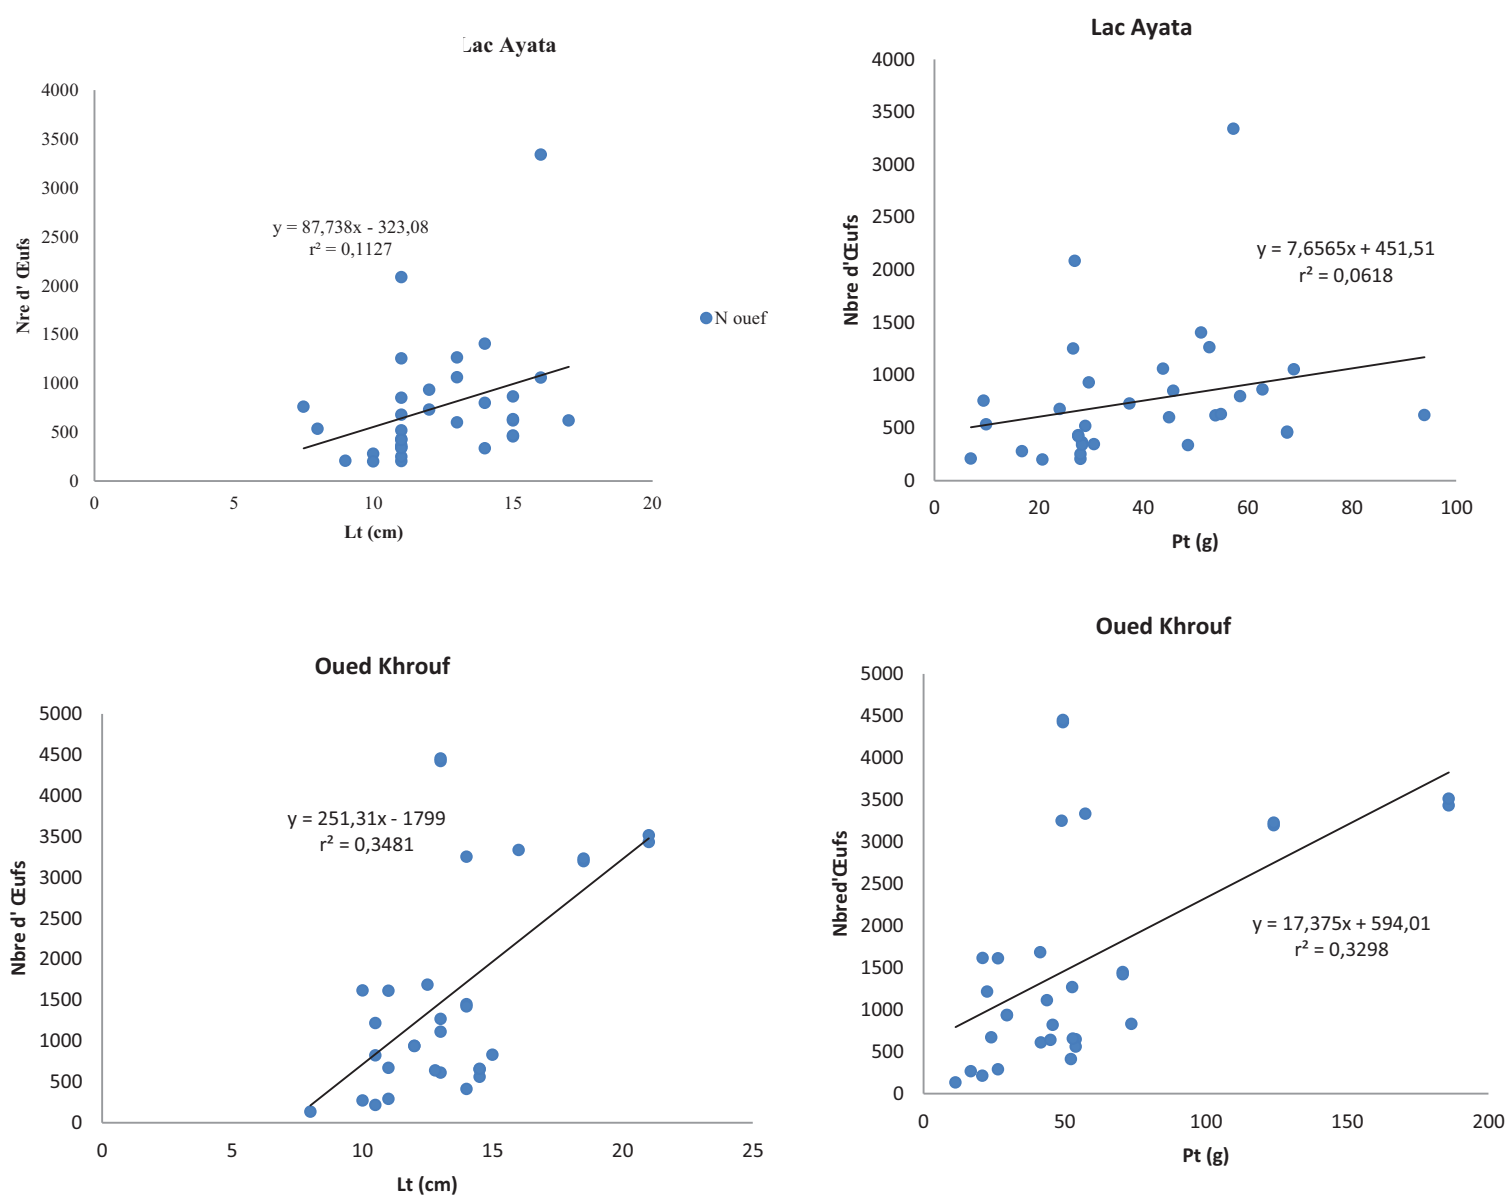 Lac Ayata
4000
3500
3000
2500
2000
1500
1000
500
0
Nre d' Œufs
y = 87,738x - 323,08
r² = 0,1127
N ouef
0 5 10 15 20
Lt (cm)
Lac Ayata
4000
3500
3000
2500
2000
1500
1000
500
0
Nbre d'Œufs
y = 7,6565x + 451,51
r² = 0,0618
0 20 40 60 80 100
Pt (g)
Oued Khrouf
5000
4500
4000
3500
3000
2500
2000
1500
1000
500
0
Nbre d' Œufs
y = 251,31x - 1799
r² = 0,3481
0 5 10 15 20 25
Lt (cm)
Oued Khrouf
5000
4500
4000
3500
3000
2500
2000
1500
1000
500
0
Nbred'Œufs
y = 17,375x + 594,01
r² = 0,3298
0 50 100 150 200
Pt (g)